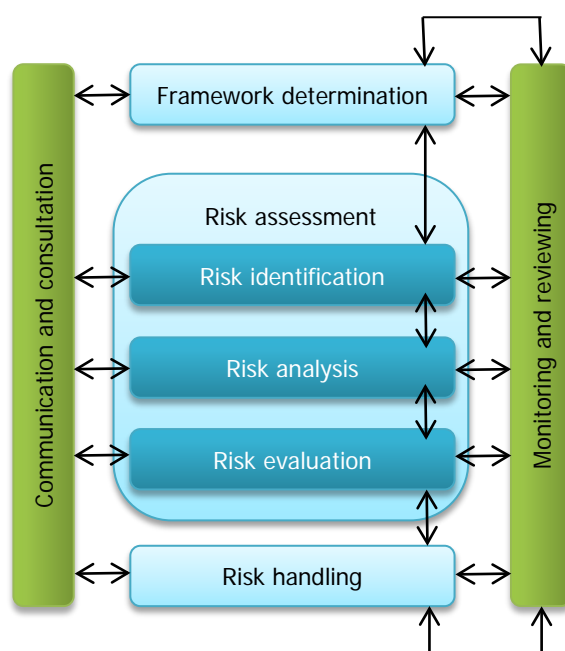 Framework determination
Communication and consultation
Risk assessment
Risk identification
Risk analysis
Risk evaluation
Risk handling
Monitoring and reviewing